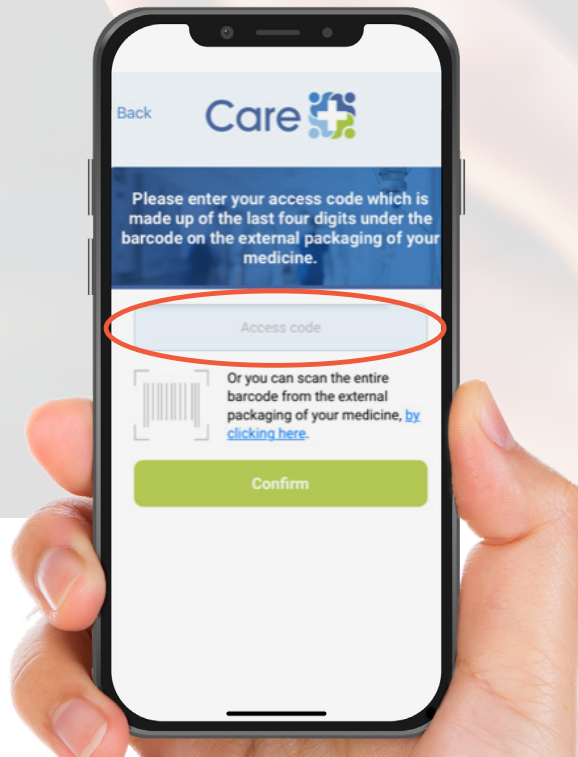 Back
Care
Please enter your access code which is
made up of the last four digits under the
barcode on the external packaging of your
medicine.
Access code
Or you can scan the entire
barcode from the external
packaging of your medicine, by
clicking here.
Confirm